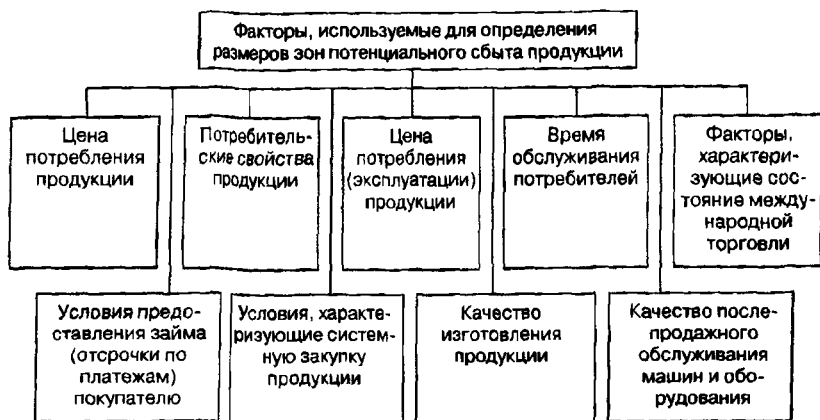 Факторы, используемые для определения
размеров зон потенциального сбыта продукции
Цена
потребления
продукции
Потребитель-
ские свойства
продукции
Цена
потребления
(эксплуатации)
продукции
Время
обслуживания
потребителей
Факторы,
характери-
зующие сос-
тояние между-
народной
торговли
Условия предо-
ставления займа
(отсрочки по
платежам)
покупателю
Условия, характе-
ризующие систем-
ную закупку
продукции
Качество
изготовления
продукции
Качество после-
продажного
обслуживания
машин и обо-
рудования